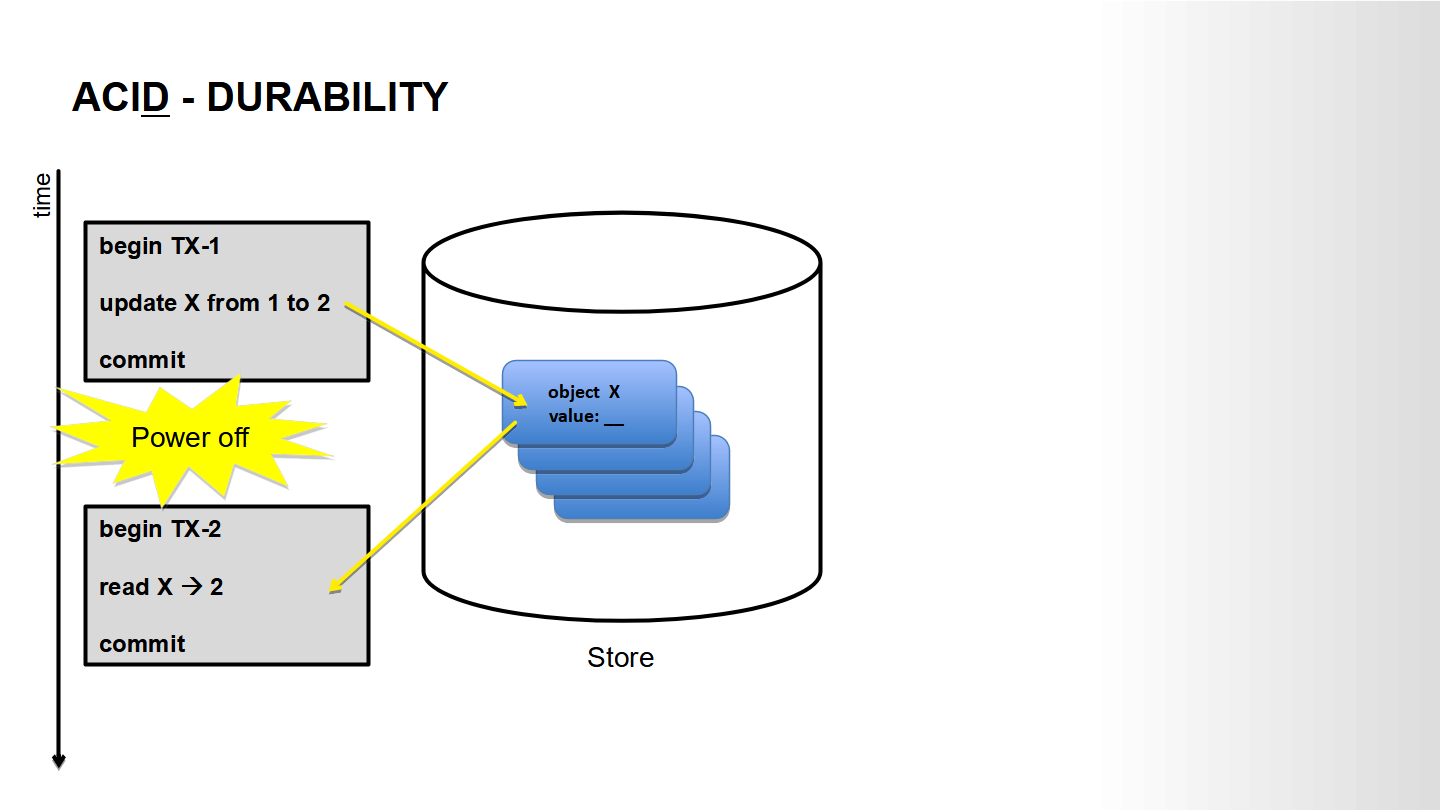 ACID - DURABILITY
time
begin TX-1
update X from 1 to 2
commit
Power off
begin TX-2
read X → 2
commit
object X
value: __
Store